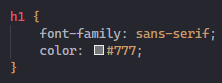 h1 {
    font-family: sans-serif;
    color: #777;
}